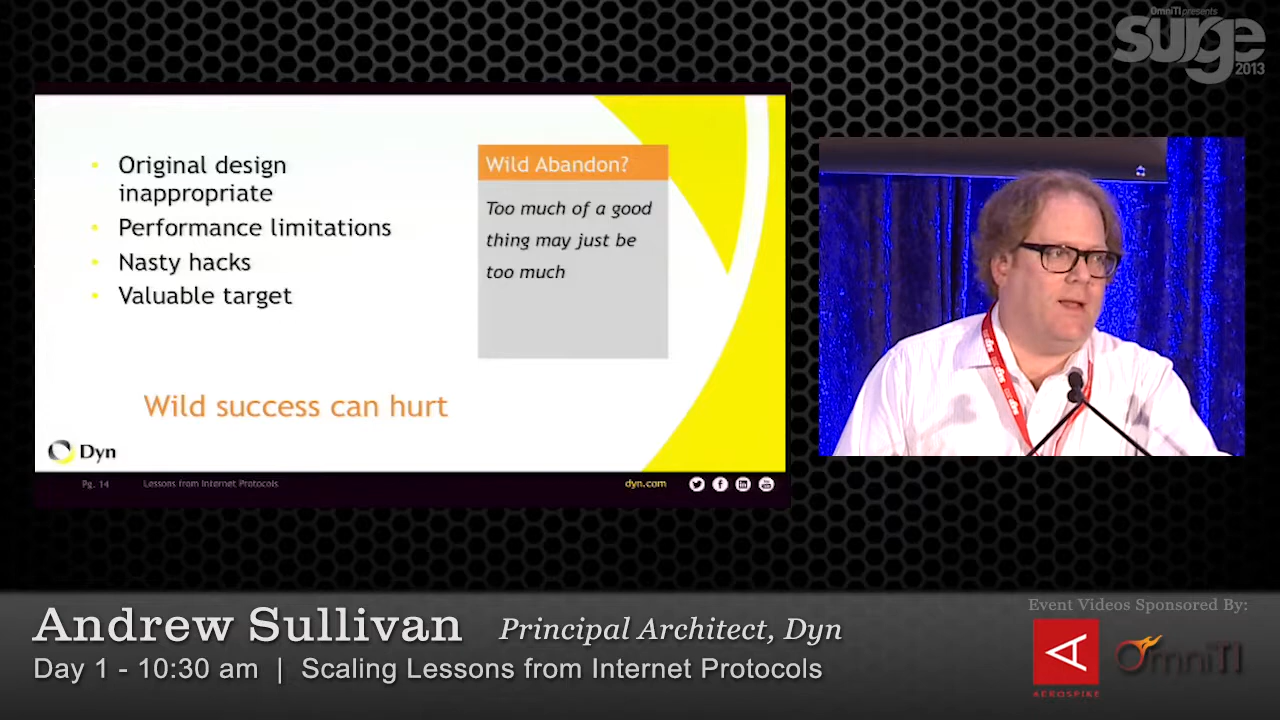 OmniTI presents
surge
2013
Original design
inappropriate
Performance limitations
Nasty hacks
Valuable target
Wild Abandon?
Too much of a good
thing may just be
too much
Wild success can hurt
Dyn
Pg. 14 Lessons from Internet Protocols dyn.com
Andrew Sullivan Principal Architect, Dyn
Day 1 - 10:30 am | Scaling Lessons from Internet Protocols
Event Videos Sponsored By:
AEROSPIKE
OmniTI